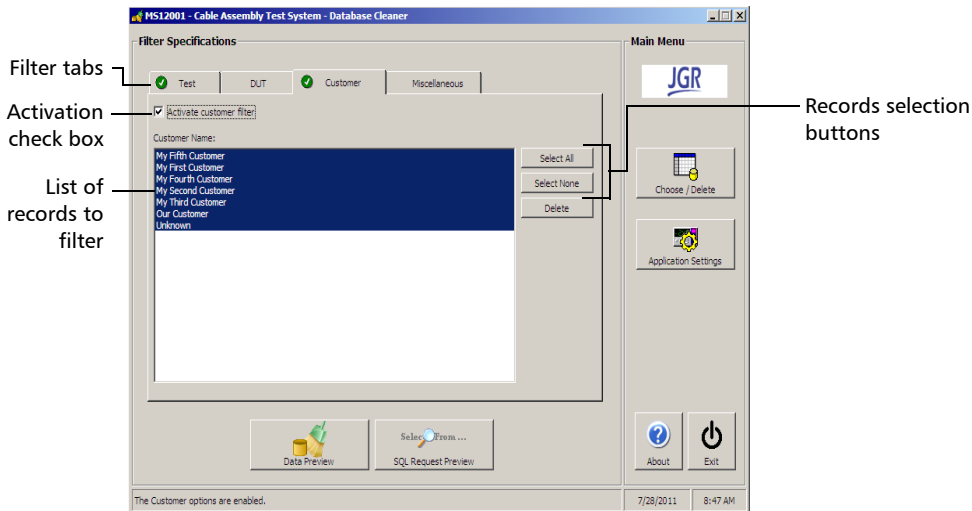 MS12001 - Cable Assembly Test System - Database Cleaner
Filter Specifications
Main Menu
Filter tabs
Test
DUT
Customer
Miscellaneous
JGR
Activation
check box
Activate customer filter
Records selection
buttons
Customer Name:
List of
records to
filter
My Fifth Customer
My First Customer
My Fourth Customer
My Second Customer
My Third Customer
Our Customer
Unknown
Select All
Select None
Delete
Choose / Delete
Application Settings
Data Preview
Selec From ...
SQL Request Preview
About
Exit
The Customer options are enabled.
7/28/2011
8:47 AM